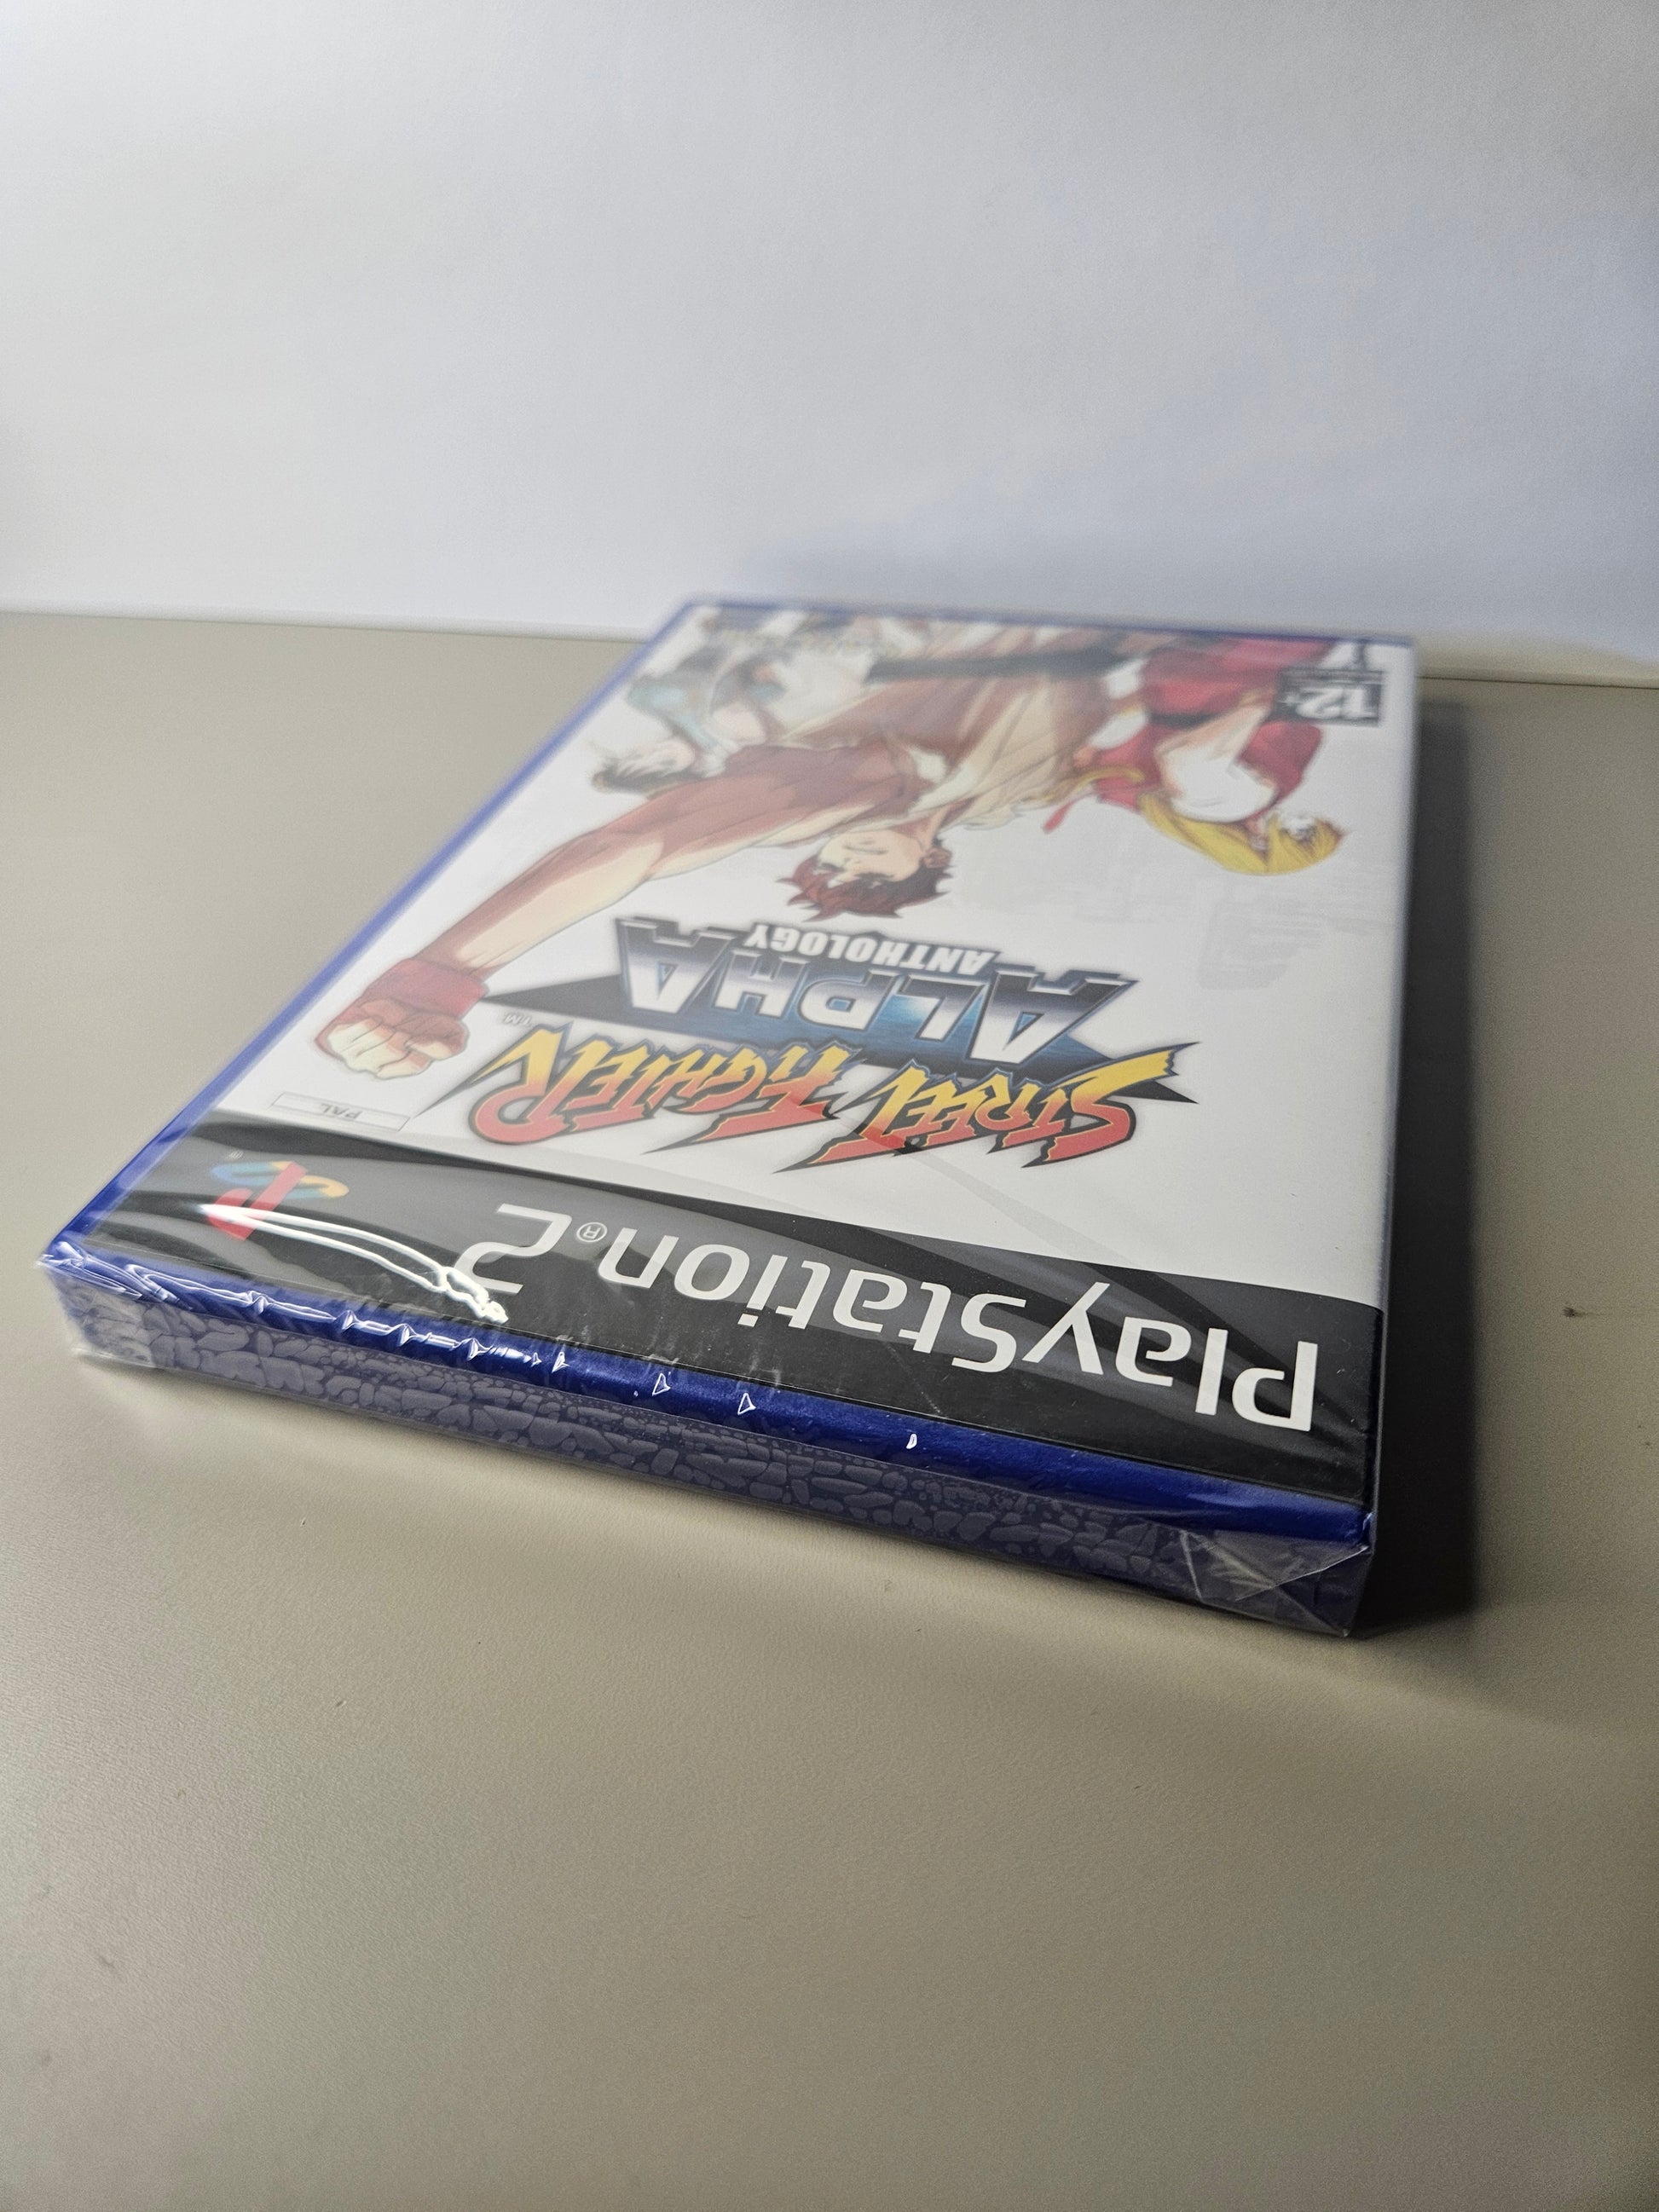 PlayStation®2
PAL
STREET FIGHTER™
ALPHA
ANTHOLOGY
12+